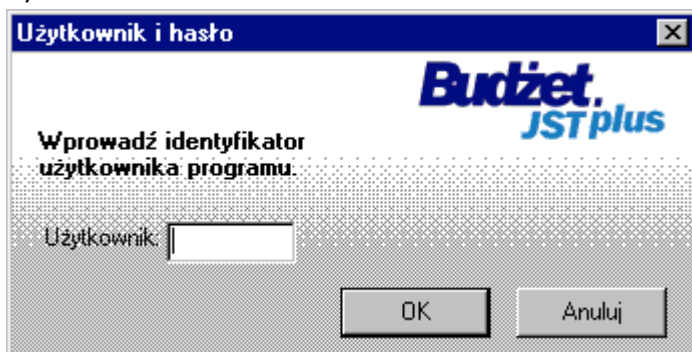 Użytkownik i hasło
Budżet.
JST plus
Wprowadź identyfikator
użytkownika programu.
Użytkownik:
OK
Anuluj